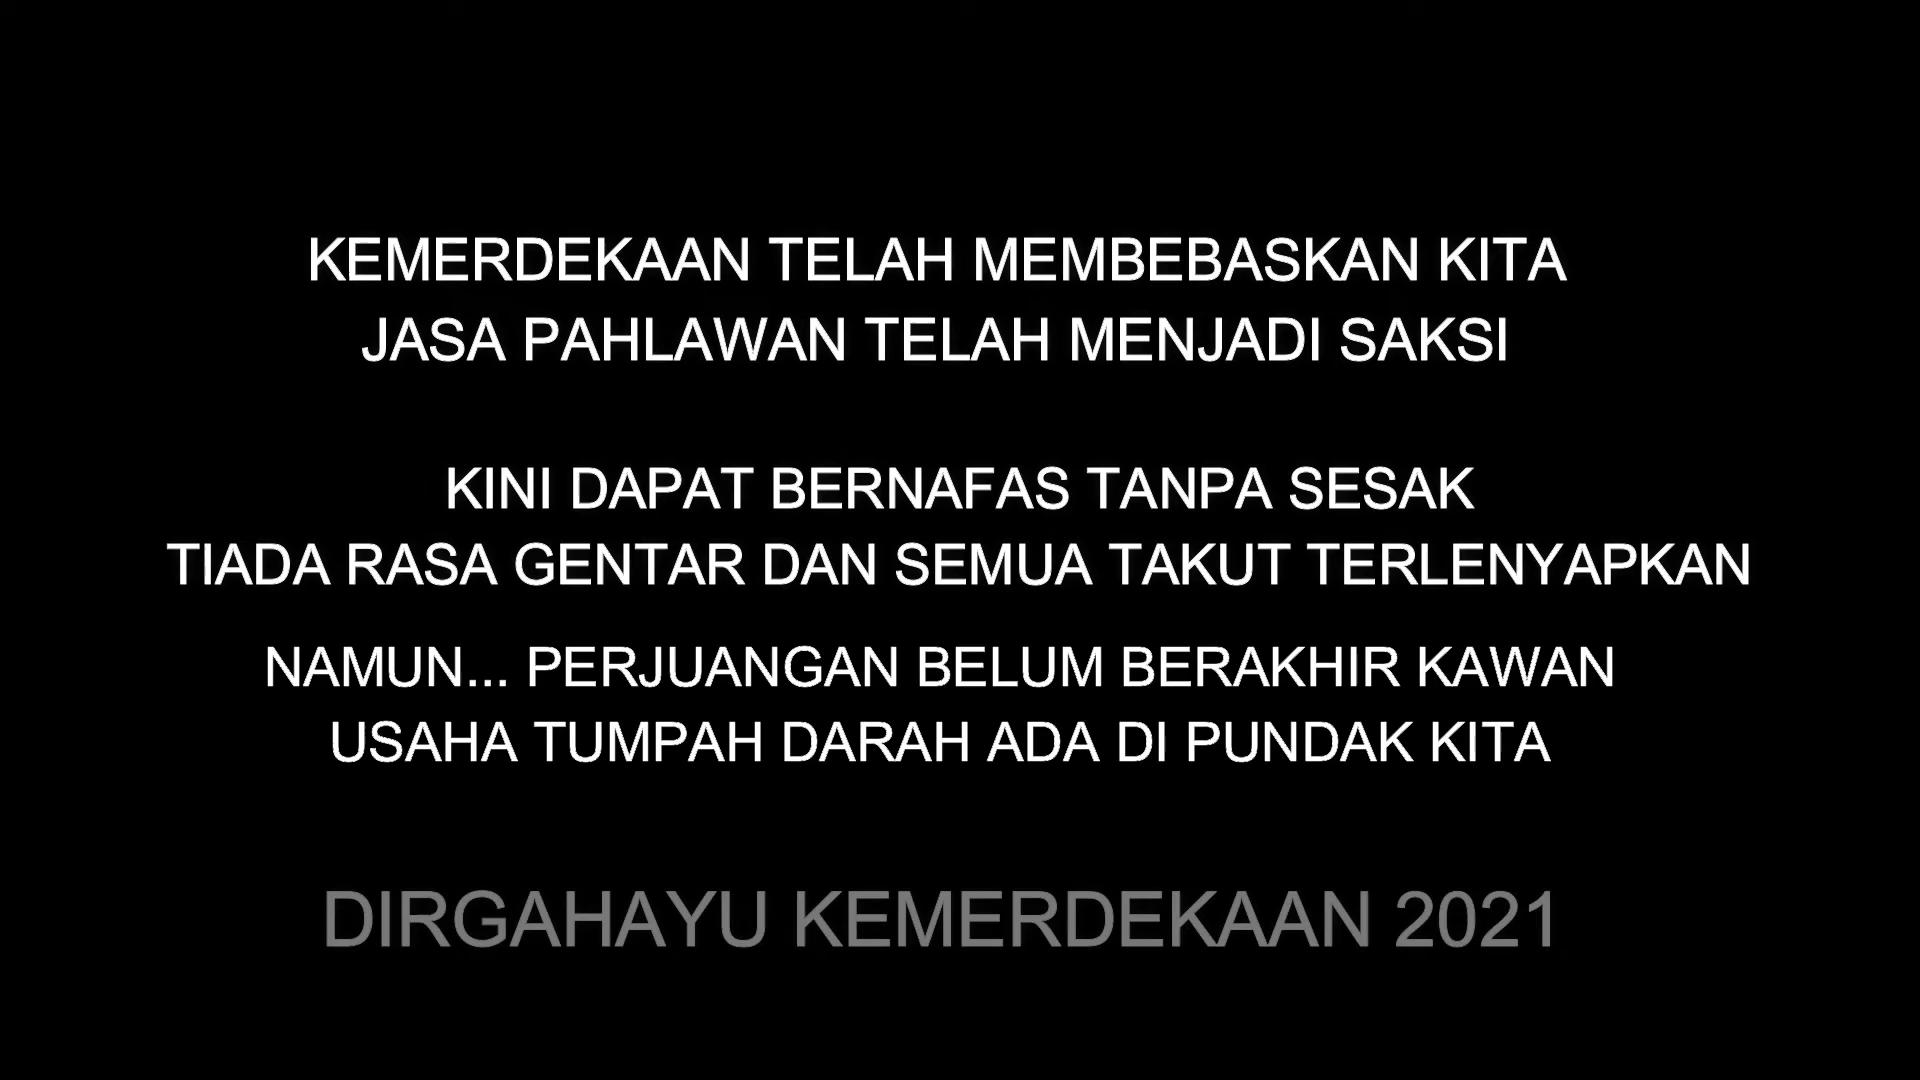 KEMERDEKAAN TELAH MEMBEBASKAN KITA
JASA PAHLAWAN TELAH MENJADI SAKSI
KINI DAPAT BERNAFAS TANPA SESAK
TIADA RASA GENTAR DAN SEMUA TAKUT TERLENYAPKAN
NAMUN... PERJUANGAN BELUM BERAKHIR KAWAN
USAHA TUMPAH DARAH ADA DI PUNDAK KITA
DIRGAHAYU KEMERDEKAAN 2021